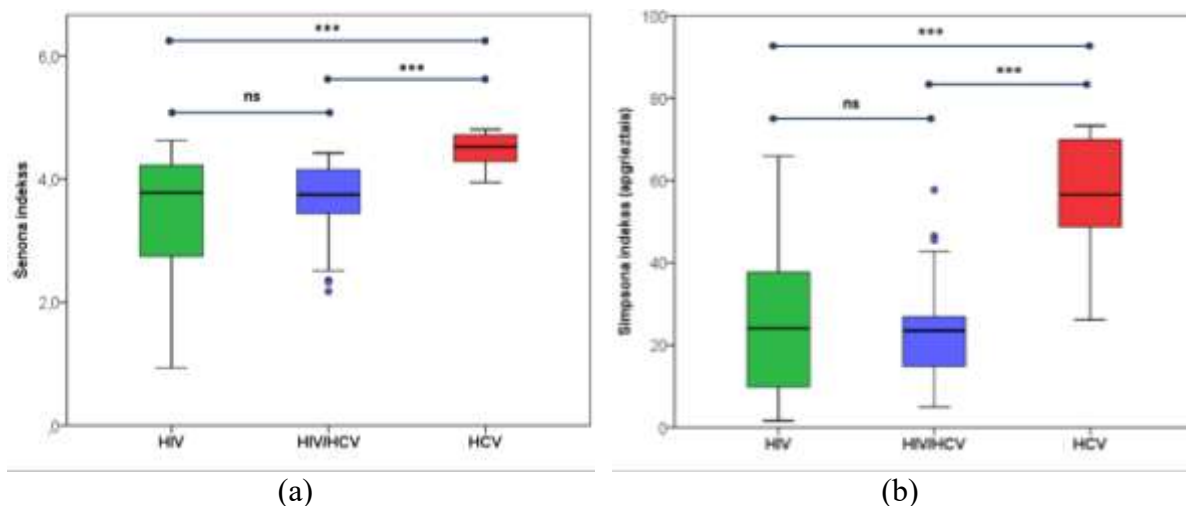 ***
***
ns
6,0
4,0
2,0
,0
Šenona indekss
HIV
HIV/HCV
HCV
(a)
***
***
ns
100
80
60
40
20
0
Simpsona indekss (apgrieztais)
HIV
HIV/HCV
HCV
(b)